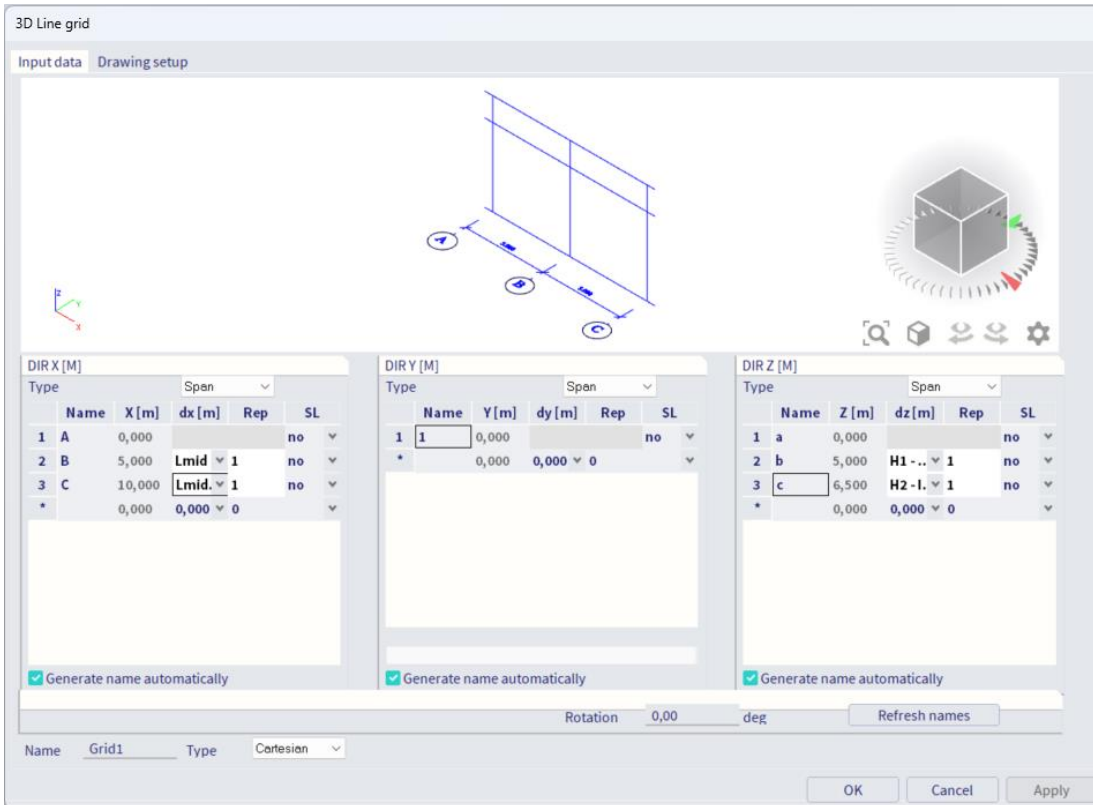 3D Line grid
Input data Drawing setup
A
B
C
Z
Y
X
DIR X [M] DIR Y [M] DIR Z [M]
Type Span Type Span Type Span
Name X [m] dx [m] Rep SL Name Y [m] dy [m] Rep SL Name Z [m] dz [m] Rep SL
1 A 0,000 no 1 1 0,000 no 1 a 0,000 no
2 B 5,000 Lmid 1 no * 0,000 0,000 0 2 b 5,000 H1 - .. 1 no
3 C 10,000 Lmid. 1 no 3 c 6,500 H2 - l. 1 no
* 0,000 0,000 0 * 0,000 0,000 0
Generate name automatically Generate name automatically Generate name automatically
Rotation 0,00 deg Refresh names
Name Grid1 Type Cartesian
OK Cancel Apply